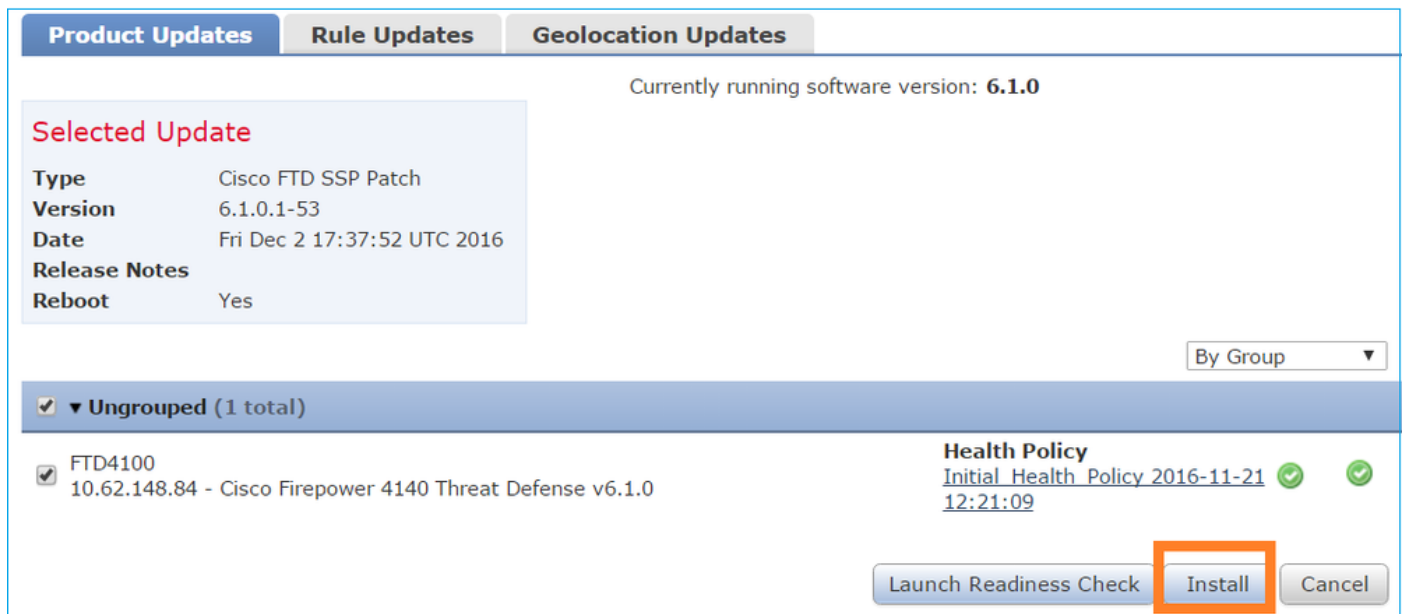 Product Updates
Rule Updates
Geolocation Updates
Currently running software version: 6.1.0
Selected Update
Type Cisco FTD SSP Patch
Version 6.1.0.1-53
Date Fri Dec 2 17:37:52 UTC 2016
Release Notes
Reboot Yes
By Group
Ungrouped (1 total)
FTD4100
10.62.148.84 - Cisco Firepower 4140 Threat Defense v6.1.0
Health Policy
Initial_Health_Policy 2016-11-21
12:21:09
Launch Readiness Check
Install
Cancel